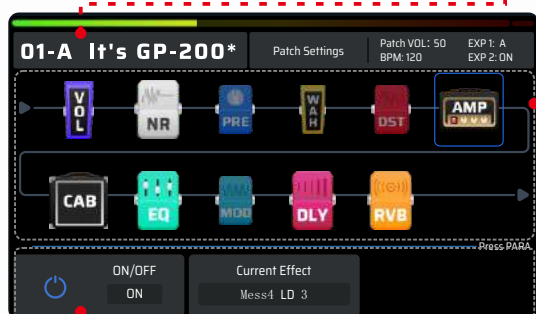 01-A It's GP-200*
Patch Settings
Patch VOL: 50
BPM: 120
EXP 1: A
EXP 2: ON
VOL
NR
PRE
WAH
DST
AMP
CAB
EQ
MOD
DLY
RVB
Press PARA
ON/OFF
ON
Current Effect
Mess4 LD 3